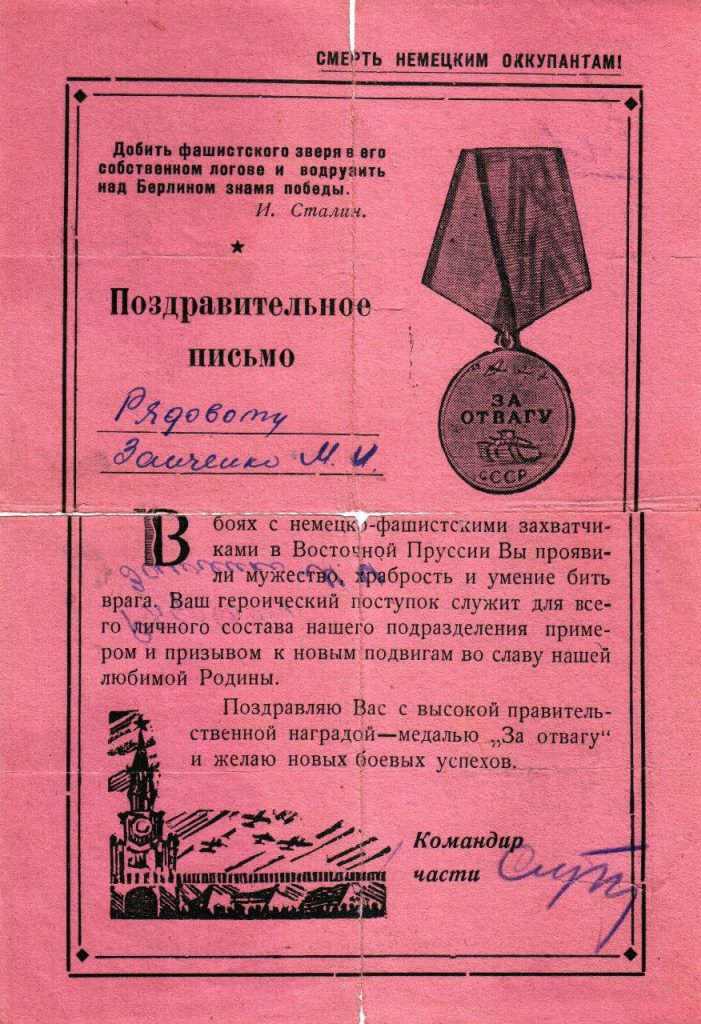 СМЕРТЬ НЕМЕЦКИМ ОККУПАНТАМ!
Добить фашистского зверя в его
собственном логове и водрузить
над Берлином знамя победы.
И. Сталин.
Поздравительное
письмо
Рядовому
Заиченко М. И.
ЗА
ОТВАГУ
СССР
В боях с немецко-фашистскими захватчи-
ками в Восточной Пруссии Вы прояви-
ли мужество, храбрость и умение бить
врага. Ваш героический поступок служит для все-
го личного состава нашего подразделения приме-
ром и призывом к новым подвигам во славу нашей
любимой Родины.
Поздравляю Вас с высокой правитель-
ственной наградой—медалью „За отвагу“
и желаю новых боевых успехов.
Командир
части